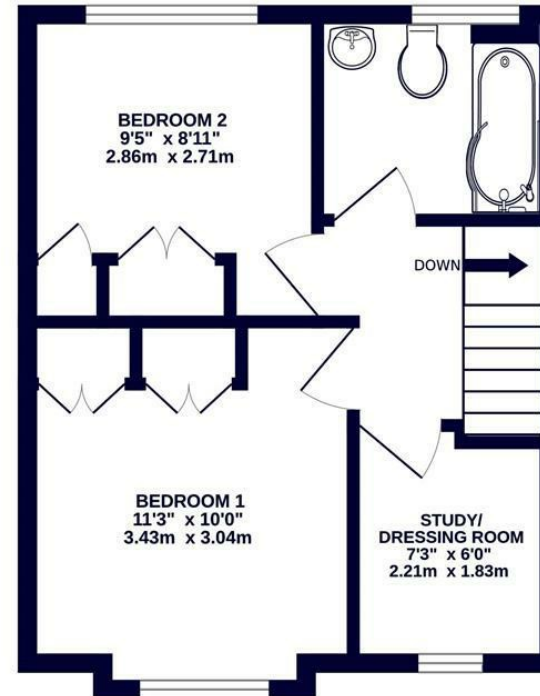 BEDROOM 2
9'5" x 8'11"
2.86m x 2.71m
DOWN
BEDROOM 1
11'3" x 10'0"
3.43m x 3.04m
STUDY/
DRESSING ROOM
7'3" x 6'0"
2.21m x 1.83m